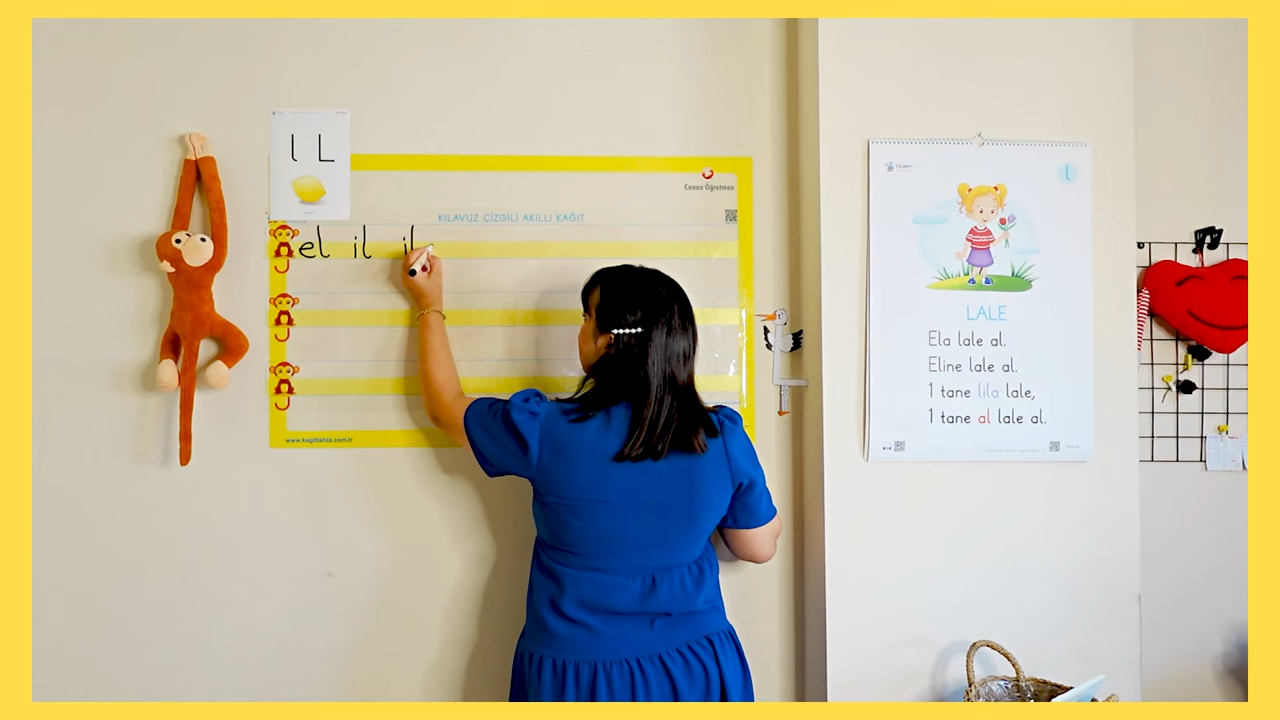 l L
Canan Öğretmen
KILAVUZ ÇİZGİLİ AKILLI KAĞIT
el il il
www.kagitlahla.com.tr
l
LALE
Ela lale al.
Eline lale al.
1 tane lila lale,
1 tane al lale al.